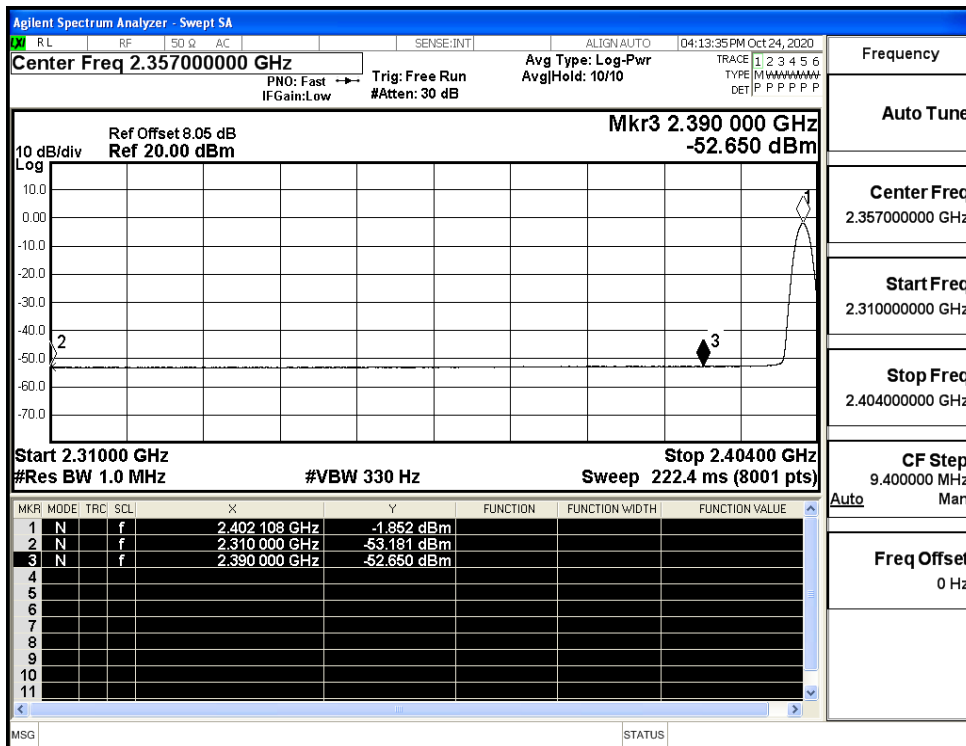 Agilent Spectrum Analyzer - Swept SA
LXI RL RF 50 Ω AC SENSE:INT ALIGN AUTO 04:13:35 PM Oct 24, 2020
Center Freq 2.357000000 GHz
PNO: Fast
IFGain:Low
Trig: Free Run
#Atten: 30 dB
Avg Type: Log-Pwr
Avg|Hold: 10/10
TRACE 1 2 3 4 5 6
TYPE M WWWWW
DET P P P P P P
Mkr3 2.390 000 GHz
-52.650 dBm
Ref Offset 8.05 dB
10 dB/div Ref 20.00 dBm
Log
10.0
0.00
-10.0
-20.0
-30.0
-40.0
-50.0
-60.0
-70.0
1
2
3
Start 2.31000 GHz Stop 2.40400 GHz
#Res BW 1.0 MHz #VBW 330 Hz Sweep 222.4 ms (8001 pts)
MKR MODE TRC SCL X Y FUNCTION FUNCTION WIDTH FUNCTION VALUE
1 N f 2.402 108 GHz -1.852 dBm
2 N f 2.310 000 GHz -53.181 dBm
3 N f 2.390 000 GHz -52.650 dBm
4
5
6
7
8
9
10
11
MSG STATUS
Frequency
Auto Tune
Center Freq
2.357000000 GHz
Start Freq
2.310000000 GHz
Stop Freq
2.404000000 GHz
CF Step
9.400000 MHz
Auto Man
Freq Offset
0 Hz